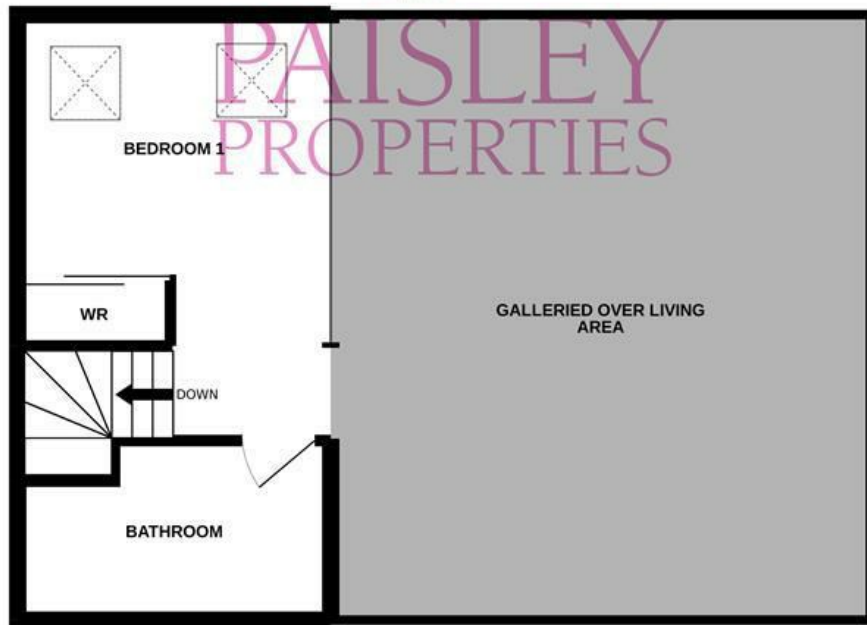 PAISLEY
PROPERTIES
BEDROOM 1
WR
GALLERIED OVER LIVING
AREA
DOWN
BATHROOM